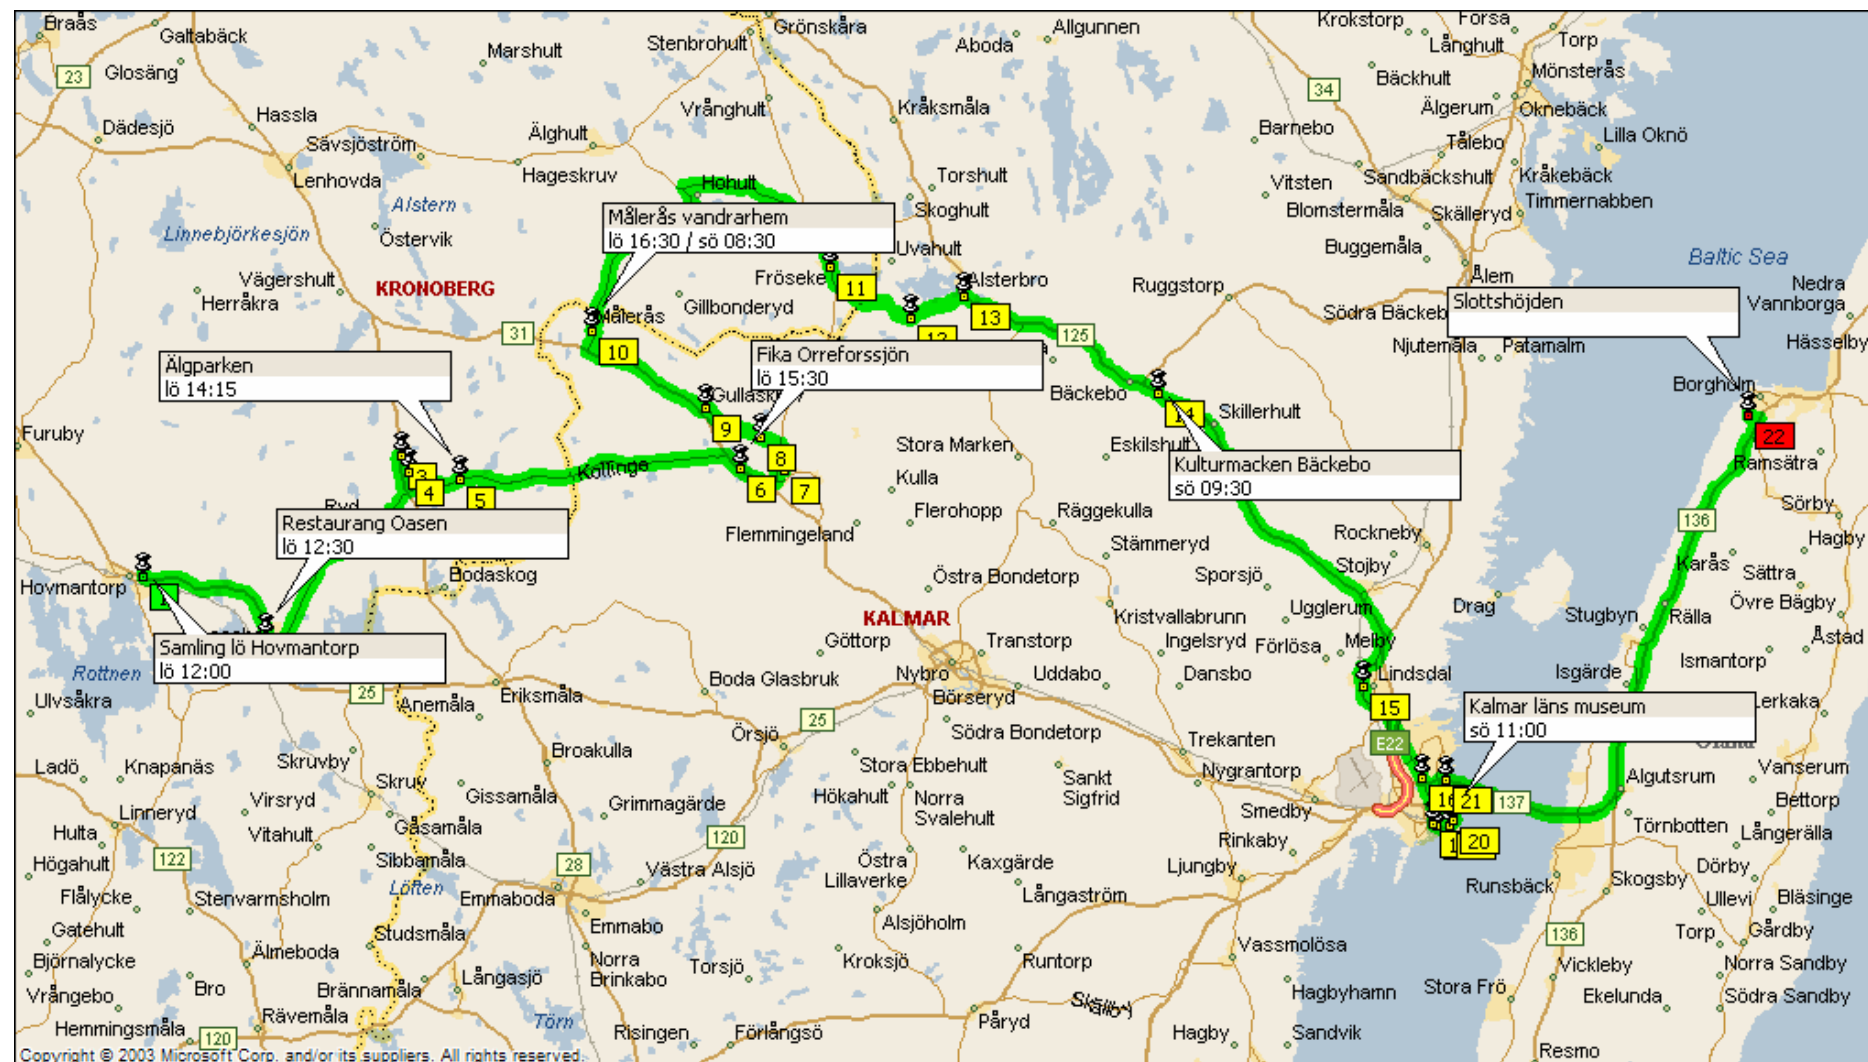 Braås
Galtabäck
Marshult
Stenbrohult
Grönskåra
Aboda
Allgunnen
Krokstorp
Forsa
Långhult
Torp
23
Glosäng
Vrånghult
Kråksmåla
34
Bäckhult
Mönsterås
Älgerum
Oknebäck
Hassla
Dädesjö
Sävsjöström
Älghult
Barnebo
Tålebo
Lilla Oknö
Lenhovda
Hageskruv
Hohult
Torshult
Vitsten
Sandbäckshult
Kråkebäck
Timmernabben
Alstern
Skoghult
Blomstermåla
Skälleryd
Linnebjörkesjön
Östervik
Målerås vandrarhem
lö 16:30 / sö 08:30
Uvahult
Buggemåla
Baltic Sea
Vägershult
Herråkra
KRONOBERG
Gillbonderyd
Fröseke
11
Alsterbro
Ruggstorp
Ålem
Nedra
Vannborga
Slottshöjden
Målerås
13
31
10
125
Njutemåla
Patamalm
Hässelby
Älgparken
lö 14:15
Fika Orreforssjön
lö 15:30
Bäckebo
14
Skillerhult
Borgholm
22
Furuby
9
8
Stora Marken
Eskilshult
Ramsätra
3
4
5
6
7
Kulla
Kulturmacken Bäckebo
sö 09:30
Sörby
Restaurang Oasen
lö 12:30
Flemmingeland
Flerohopp
Räggekulla
Rockneby
136
Hagby
Stämmeryd
Stojby
Karås
Sättra
Hovmantorp
Bodaskog
Östra Bondetorp
Sporsjö
Drag
Övre Bägby
Samling lö Hovmantorp
lö 12:00
KALMAR
Kristvallabrunn
Ugglerum
Stugbyn
Rälla
Åstad
Göttorp
Transtorp
Ingelsryd
Förlösa
Melby
Ismantorp
Rottnen
Ulvsåkra
25
Eriksmåla
Boda Glasbruk
Nybro
Uddabo
Dansbo
Lindsdal
Isgärde
Anemåla
Börseryd
15
Kalmar läns museum
sö 11:00
Lerkaka
25
Örsjö
Södra Bondetorp
Trekanten
E22
Skruvby
Broakulla
Ladö
Knapanäs
Skruv
Gissamåla
Stora Ebbehult
Sankt
Sigfrid
Nygrantorp
Algutsrum
Vanserum
Virsryd
Grimmagärde
Hökahult
Norra
Svalehult
Smedby
21
137
Bettorp
Linneryd
Gåsamåla
Törnbotten
Långerälla
Hulta
Vitahult
120
Rinkaby
20
Högahult
122
Sibbamåla
28
Västra Alsjö
Östra
Lillaverke
Kaxgärde
Ljungby
Dörby
Flålycke
Löften
Emmaboda
Långaström
Runsbäck
Skogsby
Stenvarmsholm
Ullevi
Bläsinge
Gatehult
Emmabo
Alsjöholm
136
Torp
Gårdby
Älmeboda
Studsmåla
Vassmolösa
Björnalycke
Norra
Brinkabo
Torsjö
Kroksjö
Runtorp
Vickleby
Norra Sandby
Bro
Långasjö
Hagbyhamn
Stora Frö
Ekelunda
Södra Sandby
Vrångebo
Brännamåla
Skällby
Hemmingsmåla
120
Rävemåla
Törn
Risingen
Förlångsö
Påryd
Hagby
Sandvik
Resmo
Copyright © 2003 Microsoft Corp. and/or its suppliers. All rights reserved.